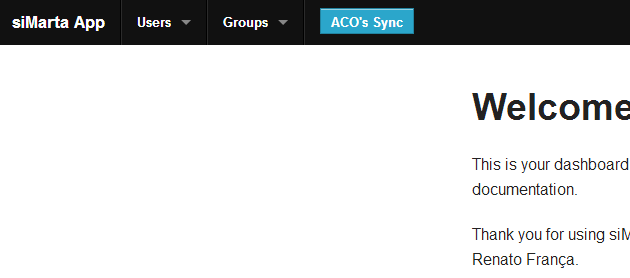 siMarta App Users Groups ACO's Sync
Welcome
This is your dashboard
documentation.
Thank you for using siM
Renato França.